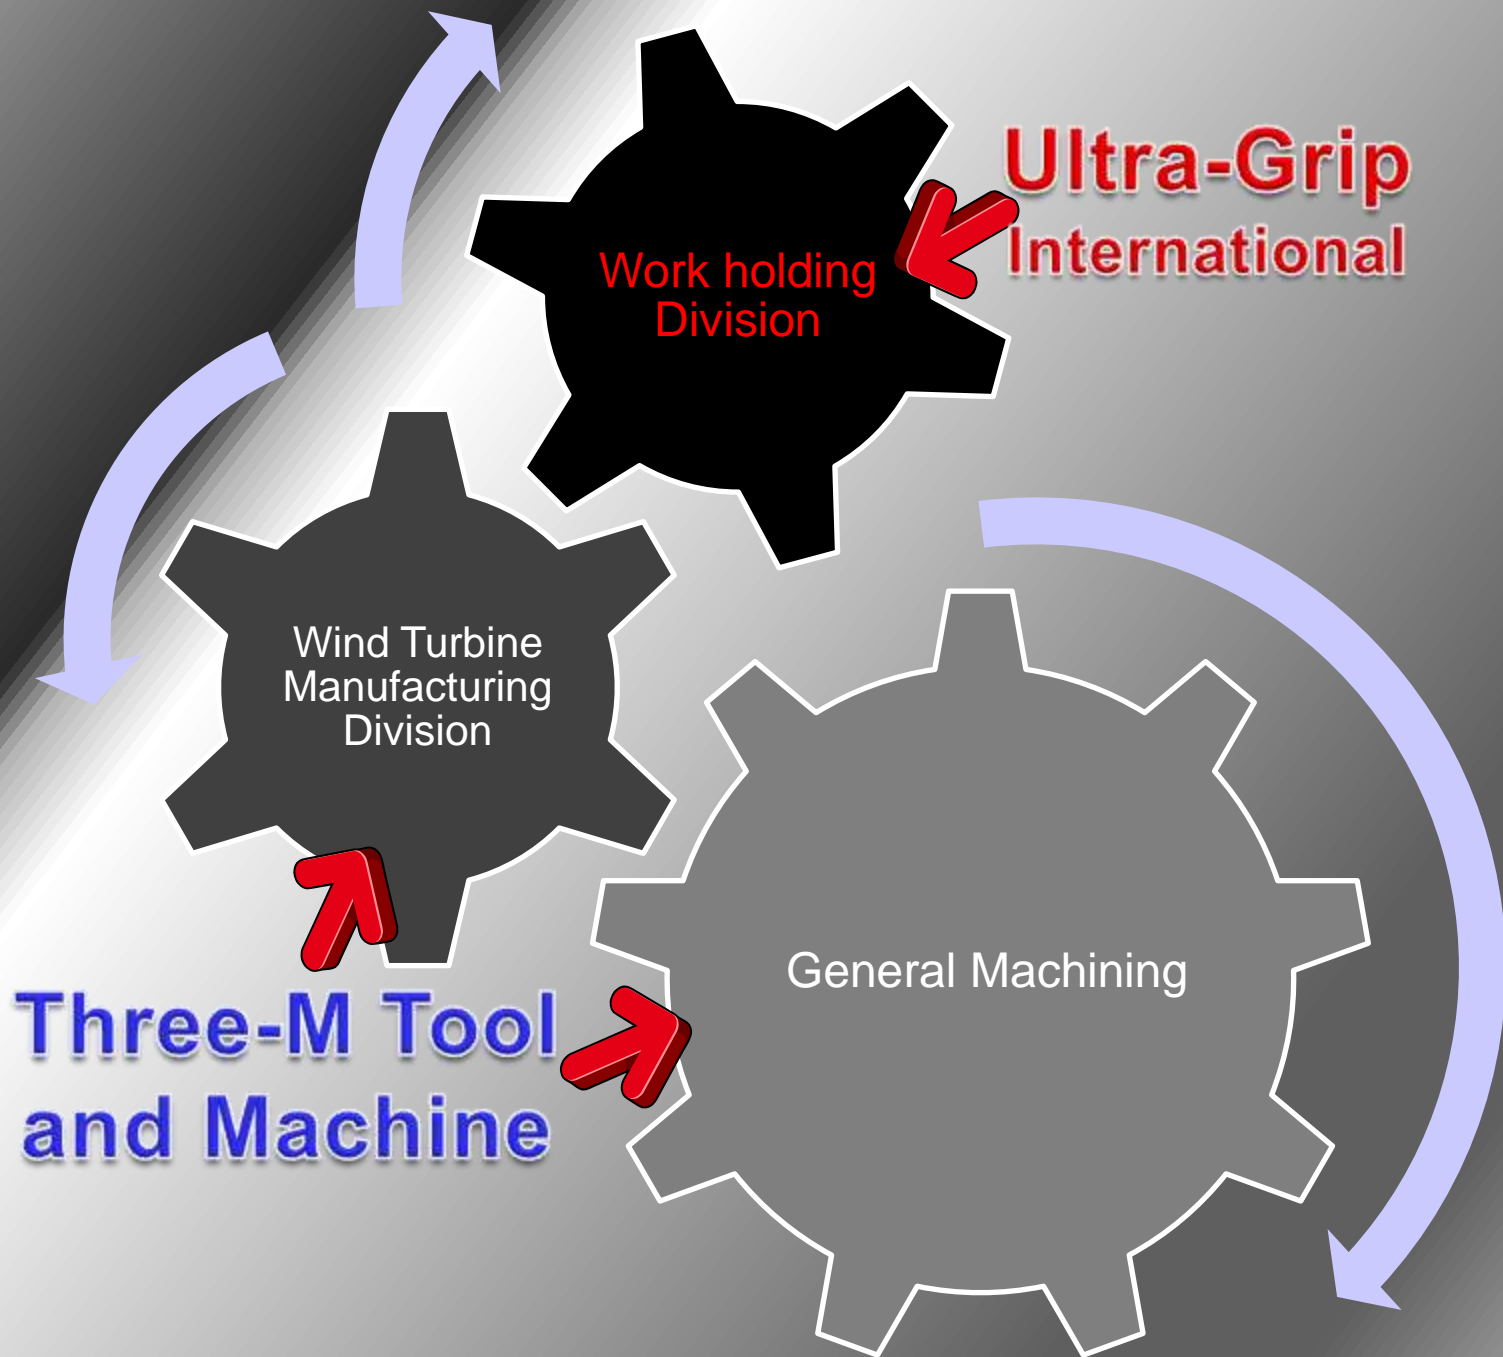 Ultra-Grip
International
Work holding
Division
Wind Turbine
Manufacturing
Division
General Machining
Three-M Tool
and Machine